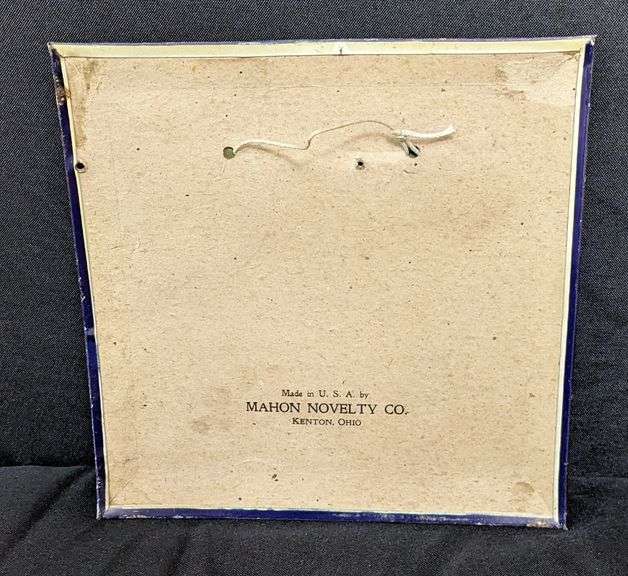 Made in U. S. A. by
MAHON NOVELTY CO.
KENTON, OHIO